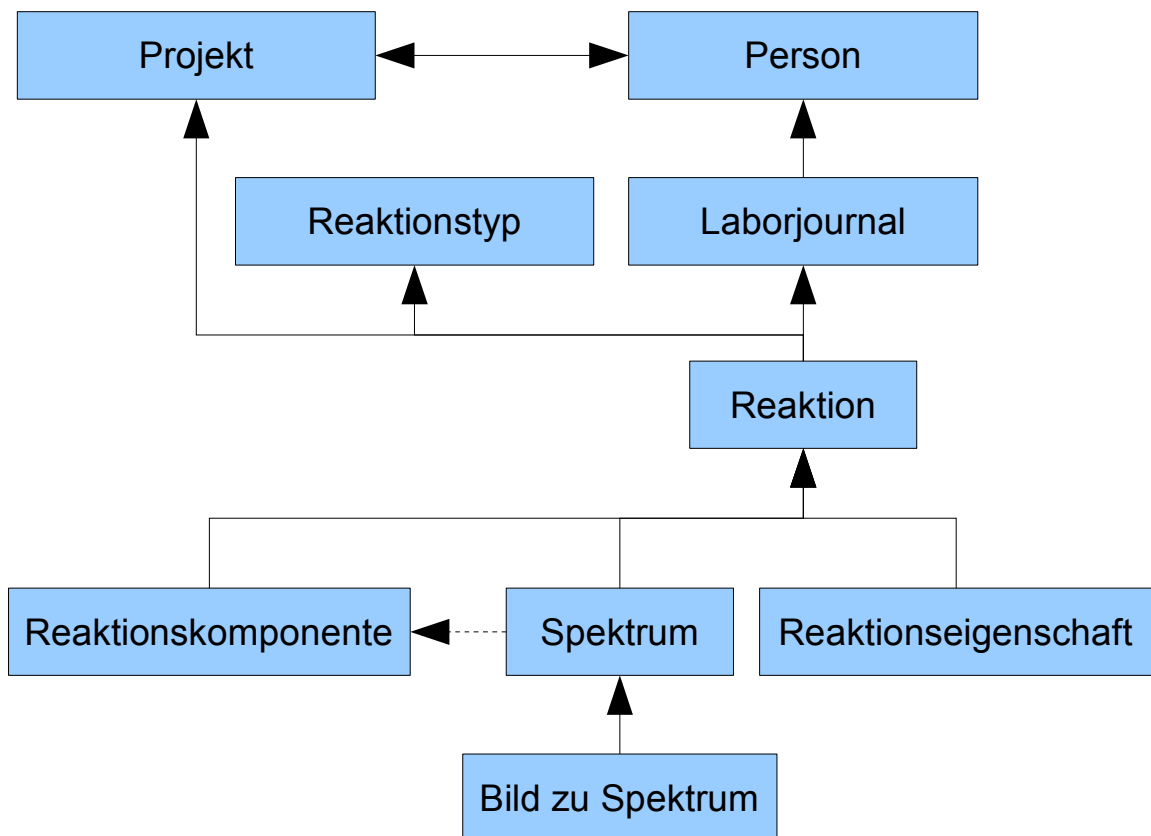 Projekt
Person
Reaktionstyp
Laborjournal
Reaktion
Reaktionskomponente
Spektrum
Reaktionseigenschaft
Bild zu Spektrum